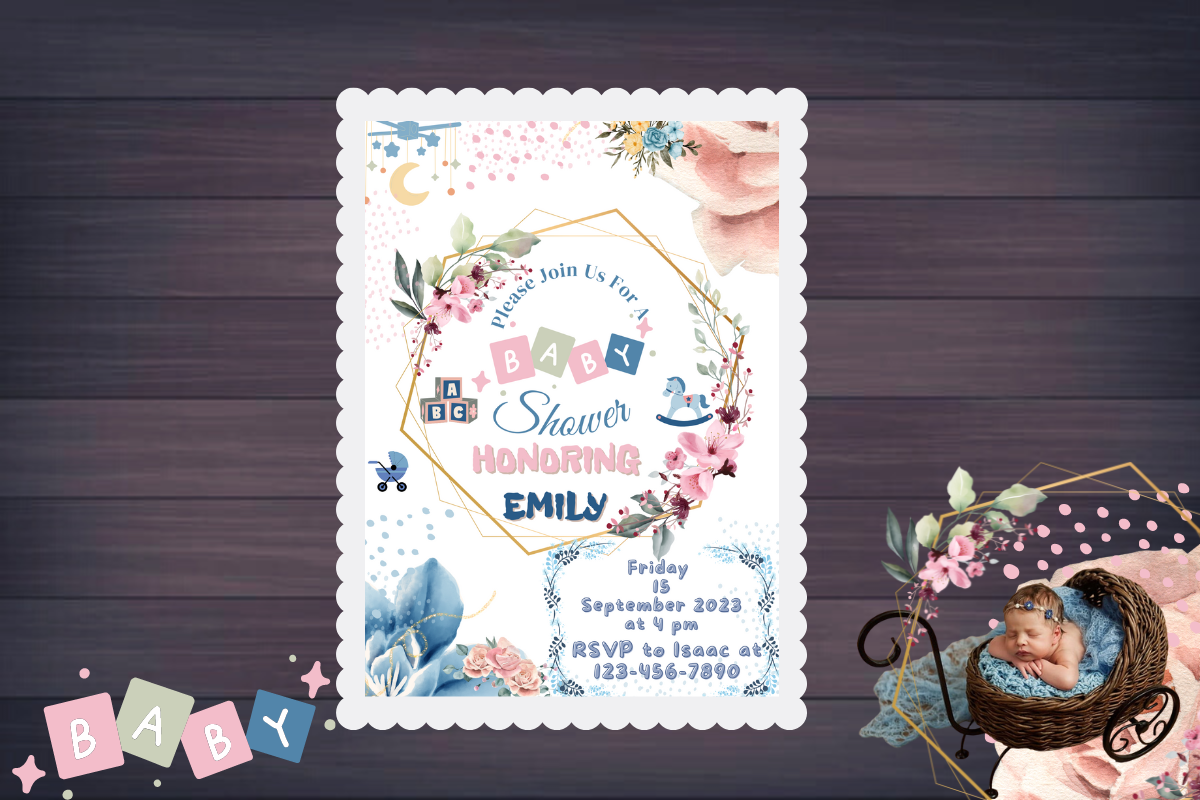 Please Join Us For A
BABY
A
B C
Shower
HONORING
EMILY
Friday
15
September 2023
at 4 pm
RSVP to Isaac at
123-456-7890
BABY